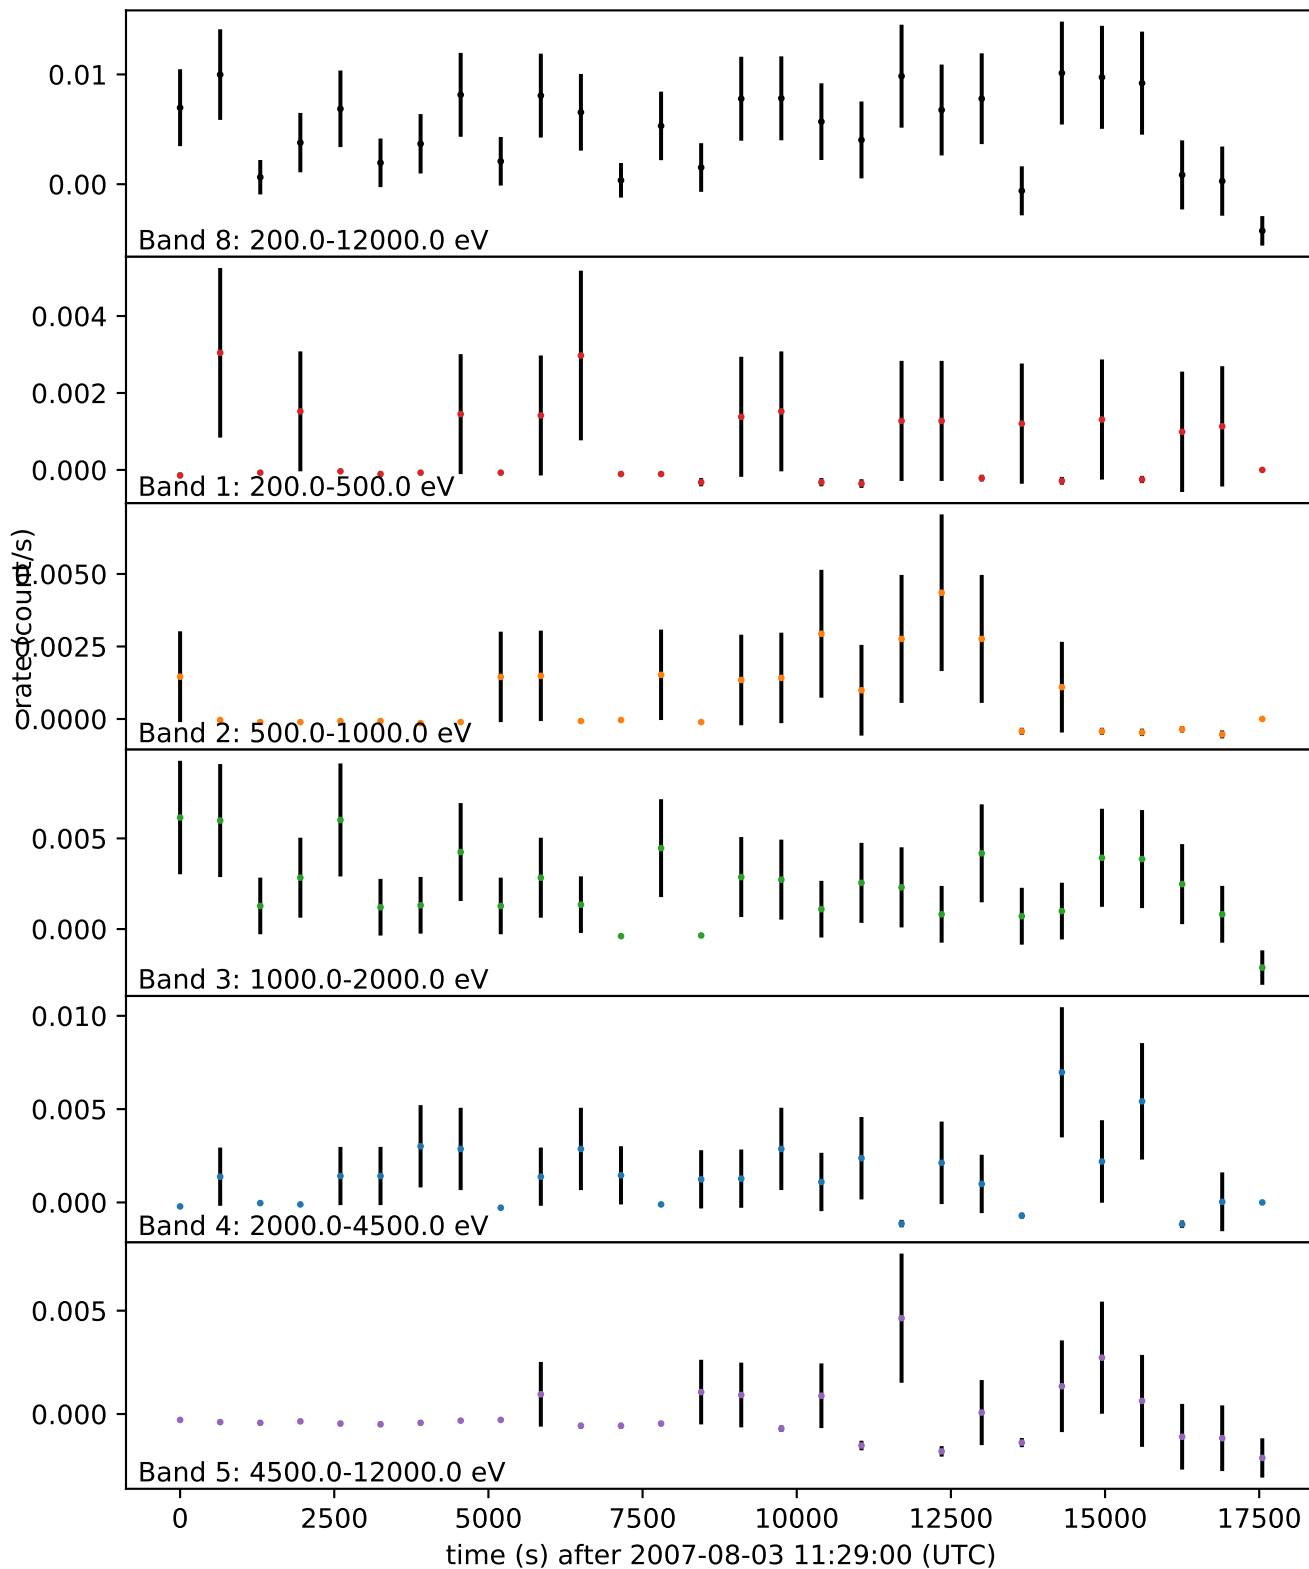 0.01
0.00
Band 8: 200.0-12000.0 eV
0.004
0.002
0.000
Band 1: 200.0-500.0 eV
orate (count/s)
0.0050
0.0025
0.0000
Band 2: 500.0-1000.0 eV
0.005
0.000
Band 3: 1000.0-2000.0 eV
0.010
0.005
0.000
Band 4: 2000.0-4500.0 eV
0.005
0.000
Band 5: 4500.0-12000.0 eV
0 2500 5000 7500 10000 12500 15000 17500
time (s) after 2007-08-03 11:29:00 (UTC)